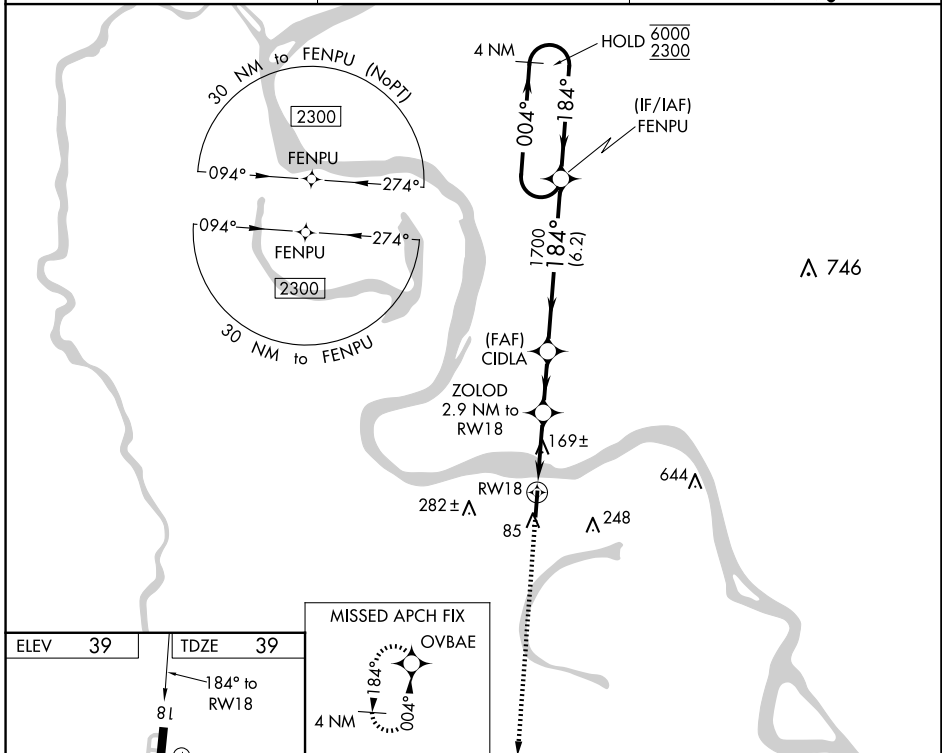 30 NM to FENPU (NoPT)
2300
FENPU
094°
274°
094°
274°
FENPU
2300
30 NM to FENPU
4 NM
HOLD 6000
2300
004°
184°
(IF/IAF)
FENPU
1700
184°
(6.2)
746
(FAF)
CIDLA
ZOLOD
2.9 NM to
RW18
169±
RW18
644
282±
85
248
ELEV 39
TDZE 39
184° to
RW18
18
MISSED APCH FIX
OVBAE
184°
004°
4 NM